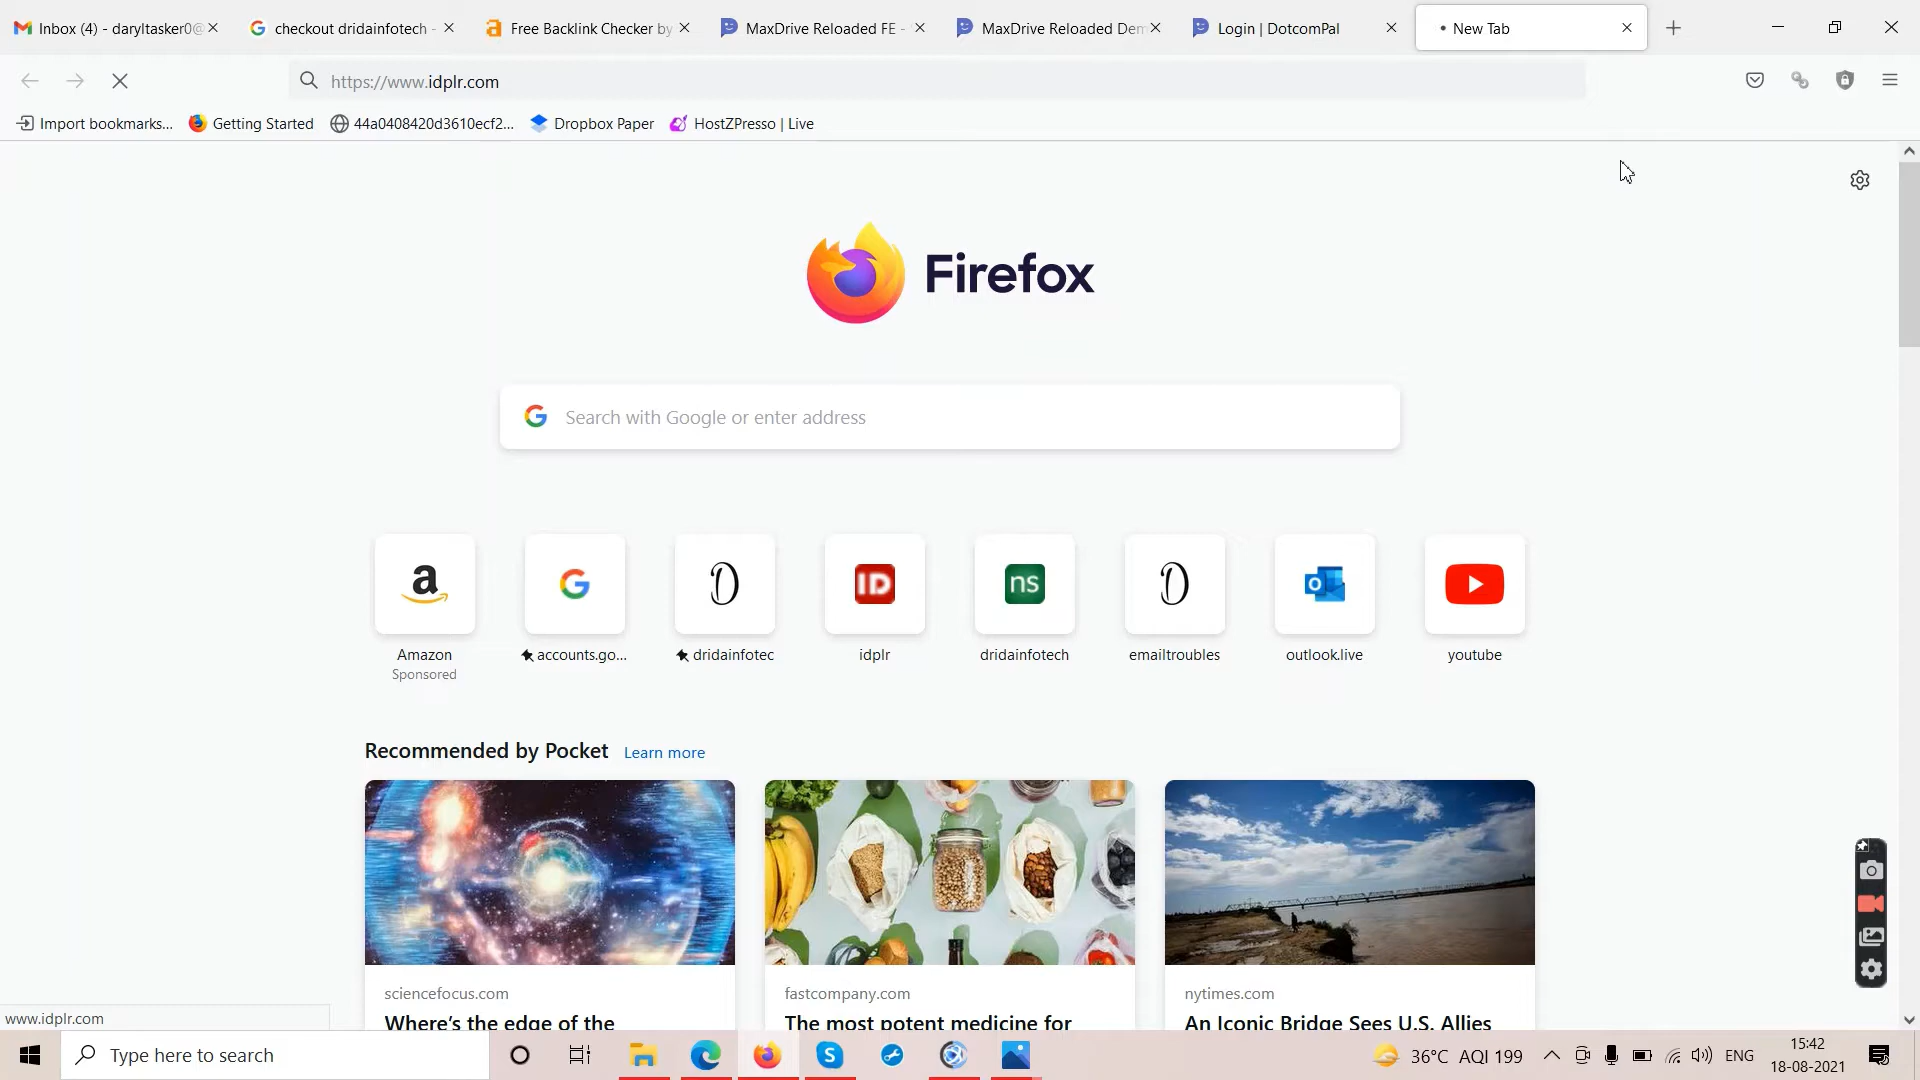 Inbox (4) - daryltasker0@
checkout dridainfotech -
Free Backlink Checker by
MaxDrive Reloaded FE -
MaxDrive Reloaded Dem
Login | DotcomPal
New Tab
https://www.idplr.com
Import bookmarks...
Getting Started
44a0408420d3610ecf2...
Dropbox Paper
HostZPresso | Live
Firefox
Search with Google or enter address
a
D
ID
ns
D
Amazon
Sponsored
accounts.go...
dridainfotec
idplr
dridainfotech
emailtroubles
outlook.live
youtube
Recommended by Pocket Learn more
sciencefocus.com
Where's the edge of the
fastcompany.com
The most potent medicine for
nytimes.com
An Iconic Bridge Sees U.S. Allies
www.idplr.com
Type here to search
36°C AQI 199
ENG
15:42
18-08-2021